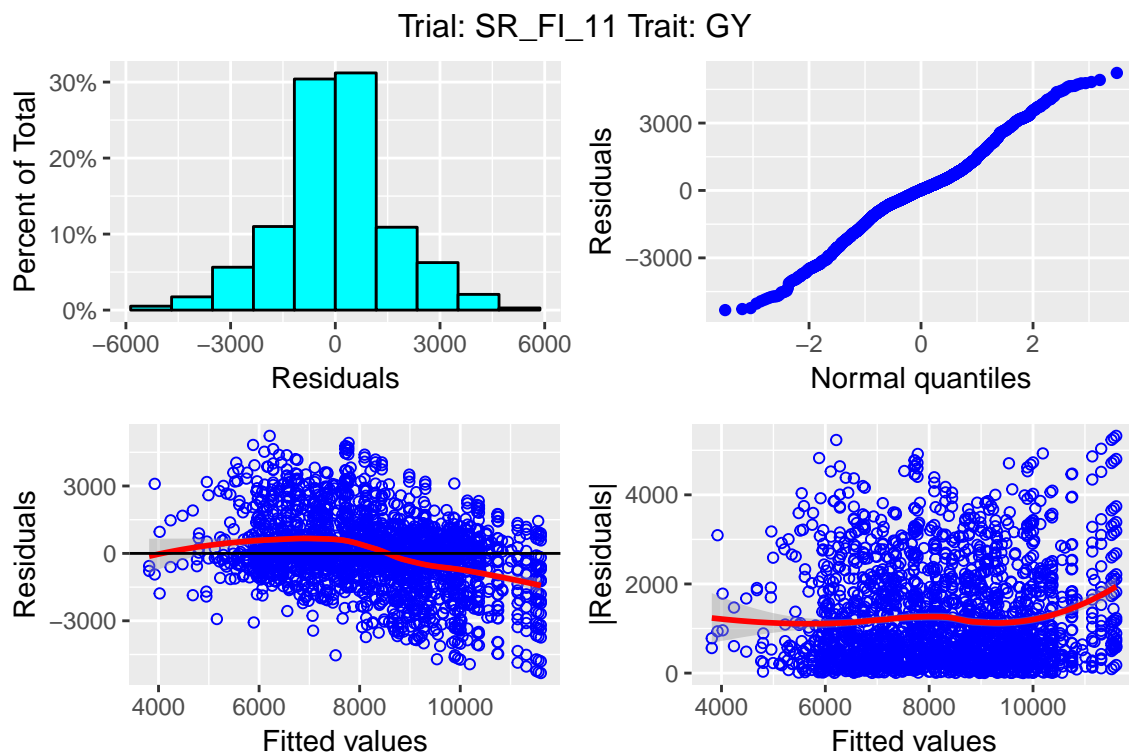 Trial: SR_FI_11 Trait: GY
30%
20%
10%
0%
Percent of Total
−6000 −3000 0 3000 6000
Residuals
3000
0
−3000
Residuals
−2 0 2
Normal quantiles
3000
0
−3000
Residuals
4000 6000 8000 10000
Fitted values
4000
2000
0
|Residuals|
4000 6000 8000 10000
Fitted values